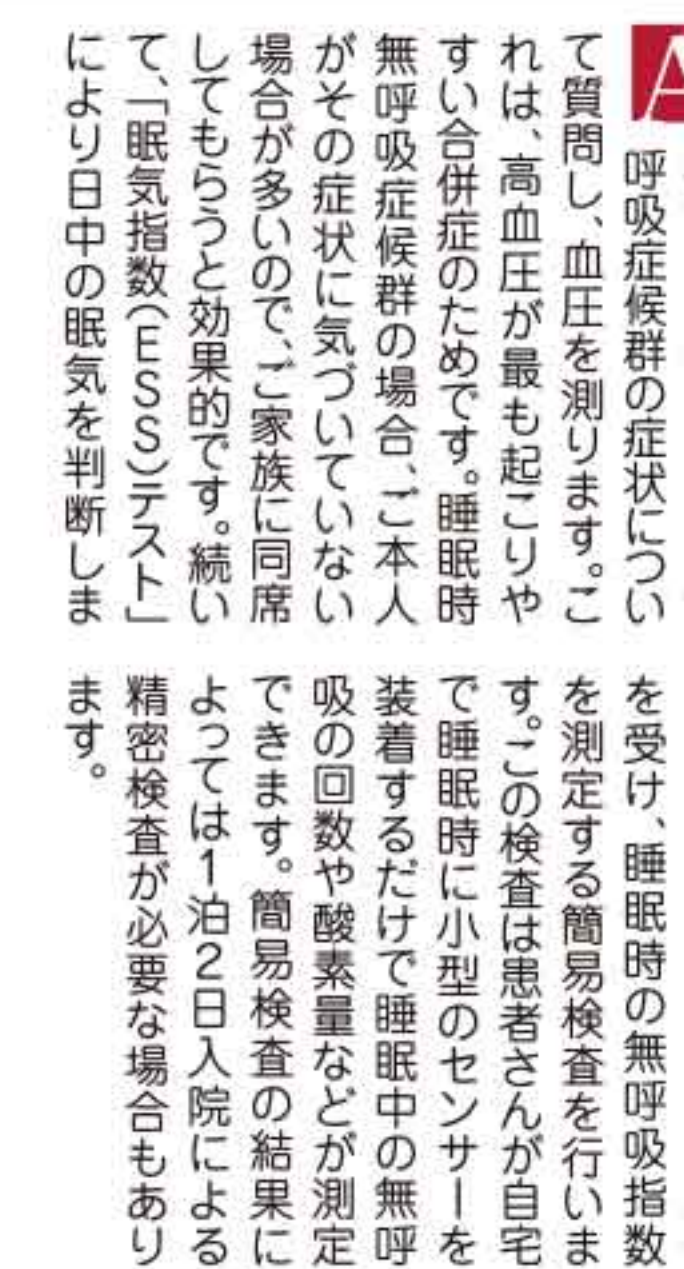 A
呼吸症候群の症状につい
て質問し、血圧を測ります。こ
れは、高血圧が最も起こりや
すい合併症のためです。睡眠時
無呼吸症候群の場合、ご本人
がその症状に気づいていない
場合が多いので、ご家族に同席
してもらうと効果的です。続い
て、「眠気指数(ESS)テスト」
により日中の眠気を判断しま
を受け、睡眠時の無呼吸指数
を測定する簡易検査を行いま
す。この検査は患者さんが自宅
で睡眠時に小型のセンサーを
装着するだけで睡眠中の無呼
吸の回数や酸素量などが測定
できます。簡易検査の結果に
よっては1泊2日入院による
精密検査が必要な場合もあり
ます。